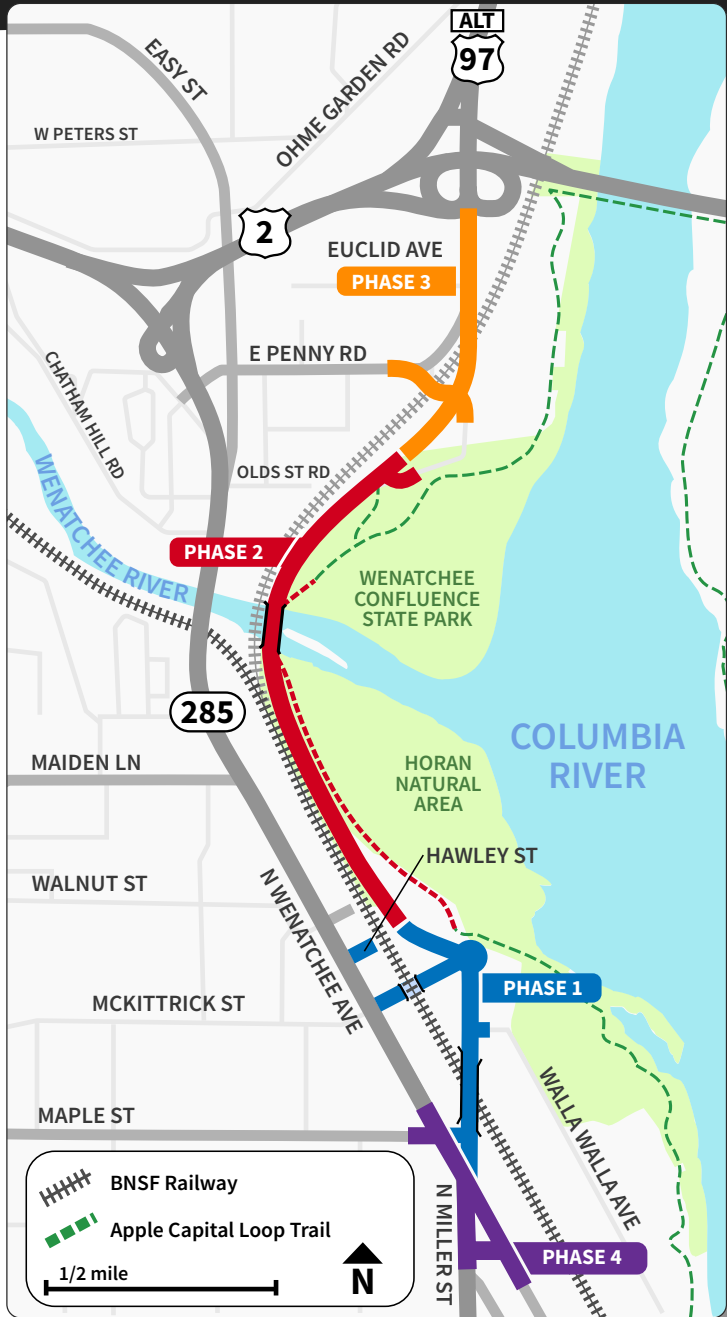 ALT
97
EASY ST
OHME GARDEN RD
W PETERS ST
2
EUCLID AVE
PHASE 3
E PENNY RD
CHATHAM HILL RD
OLDS ST RD
WENATCHEE RIVER
PHASE 2
WENATCHEE
CONFLUENCE
STATE PARK
285
COLUMBIA
RIVER
MAIDEN LN
HORAN
NATURAL
AREA
HAWLEY ST
WALNUT ST
N WENATCHEE AVE
PHASE 1
MCKITTRICK ST
WALLA WALLA AVE
MAPLE ST
N MILLER ST
PHASE 4
BNSF Railway
Apple Capital Loop Trail
1/2 mile
N